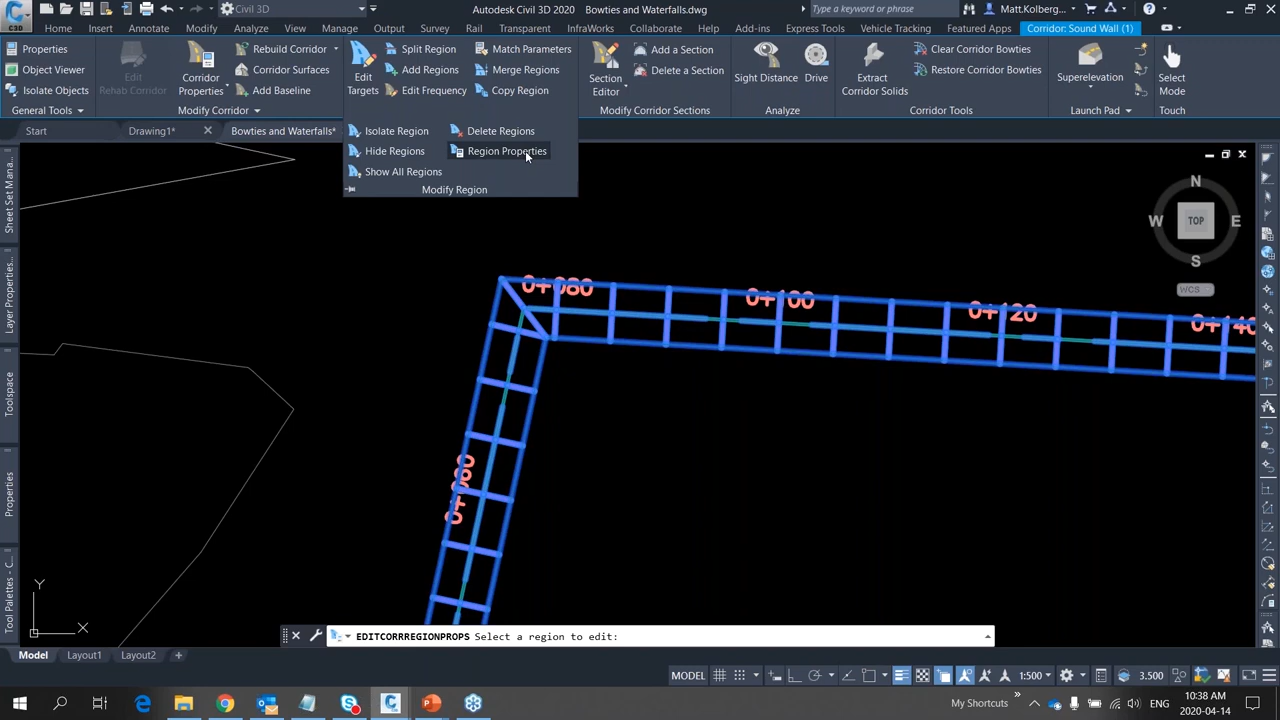 Civil 3D
Autodesk Civil 3D 2020 Bowties and Waterfalls.dwg
Type a keyword or phrase
Matt.Kolberg...
C3D
Home Insert Annotate Modify Analyze View Manage Output Survey Rail Transparent InfraWorks Collaborate Help Add-ins Express Tools Vehicle Tracking Featured Apps Corridor: Sound Wall (1)
Properties
Object Viewer
Isolate Objects
General Tools
Edit
Rehab Corridor
Corridor
Properties
Rebuild Corridor
Corridor Surfaces
Add Baseline
Modify Corridor
Edit
Targets
Split Region
Add Regions
Edit Frequency
Match Parameters
Merge Regions
Copy Region
Isolate Region
Hide Regions
Show All Regions
Delete Regions
Region Properties
Modify Region
Section
Editor
Add a Section
Delete a Section
Modify Corridor Sections
Sight Distance
Drive
Analyze
Extract
Corridor Solids
Clear Corridor Bowties
Restore Corridor Bowties
Corridor Tools
Superelevation
Launch Pad
Select
Mode
Touch
Start
Drawing1*
Bowties and Waterfalls*
Sheet Set Mana...
Layer Properties...
Toolspace
Properties
Tool Palettes - C...
N
W
TOP
E
S
WCS
0+080
0+100
0+120
0+140
0+060
Y
X
EDITCORRREGIONPROPS Select a region to edit:
Model Layout1 Layout2 +
MODEL
1:500
3.500
My Shortcuts
10:38 AM
2020-04-14